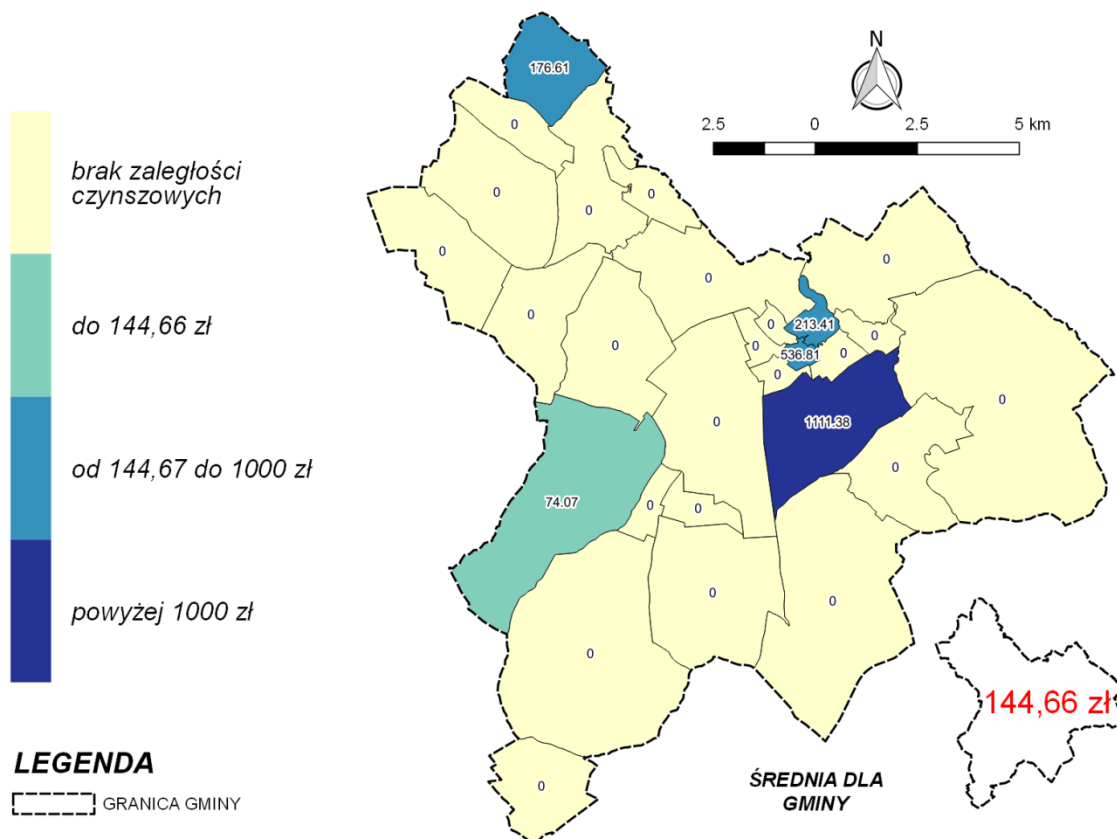 176.61
N
2.5 0 2.5 5 km
0
brak zaległości
czynszowych
0
0
0
0
0
0
0
0
213.41
0
0
0
0
536.81
0
do 144,66 zł
0
0
1111.38
0
0
od 144,67 do 1000 zł
74.07
0
0
0
0
powyżej 1000 zł
0
144,66 zł
LEGENDA
ŚREDNIA DLA
GMINY
0
GRANICA GMINY